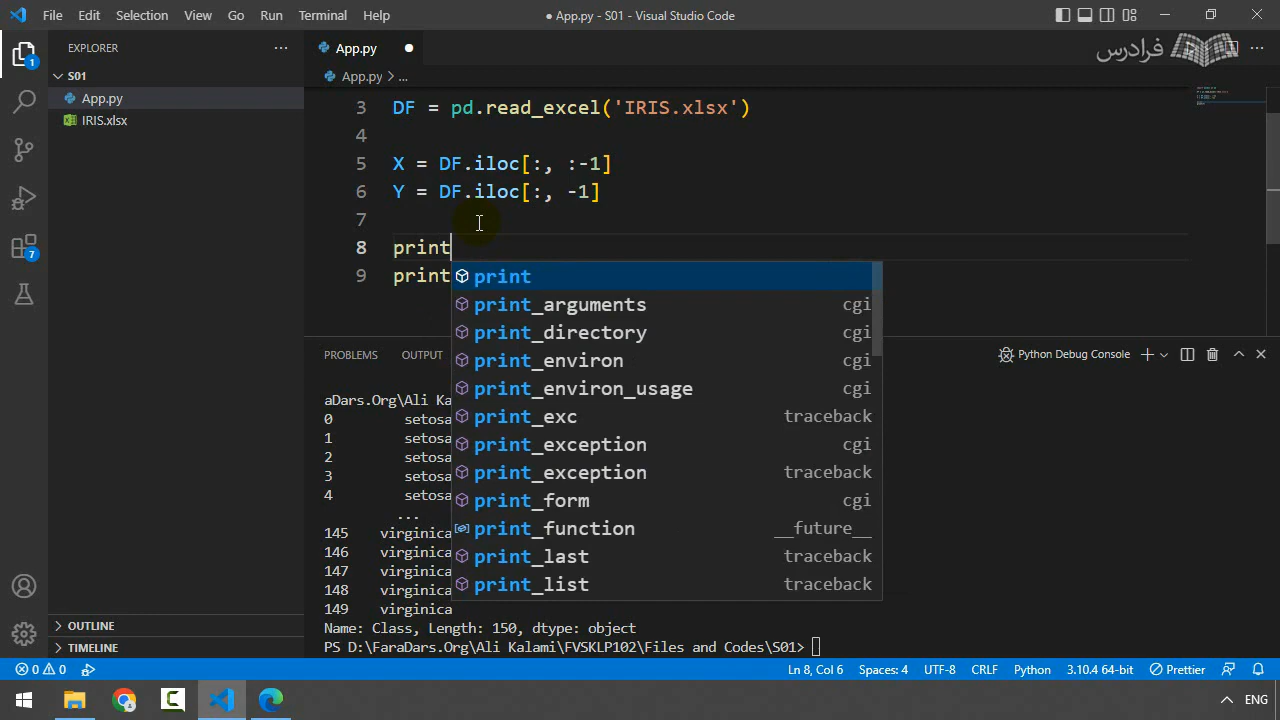 File Edit Selection View Go Run Terminal Help
● App.py - S01 - Visual Studio Code
EXPLORER
App.py
فرادرس
S01
App.py > ...
App.py
IRIS.xlsx
3 DF = pd.read_excel('IRIS.xlsx')
4
5 X = DF.iloc[:, :-1]
6 Y = DF.iloc[:, -1]
7
8 print
9 print
print
print_arguments cgi
print_directory cgi
print_environ cgi
print_environ_usage cgi
print_exc traceback
print_exception cgi
print_exception traceback
print_form cgi
print_function __future__
print_last traceback
print_list traceback
PROBLEMS OUTPUT
Python Debug Console
aDars.Org\Ali Ka
0 setosa
1 setosa
2 setosa
3 setosa
4 setosa
...
145 virginica
146 virginica
147 virginica
148 virginica
149 virginica
Name: Class, Length: 150, dtype: object
PS D:\FaraDars.Org\Ali Kalami\FVSKLP102\Files and Codes\S01>
OUTLINE
TIMELINE
1
7
0 0
Ln 8, Col 6 Spaces: 4 UTF-8 CRLF Python 3.10.4 64-bit Prettier
ENG